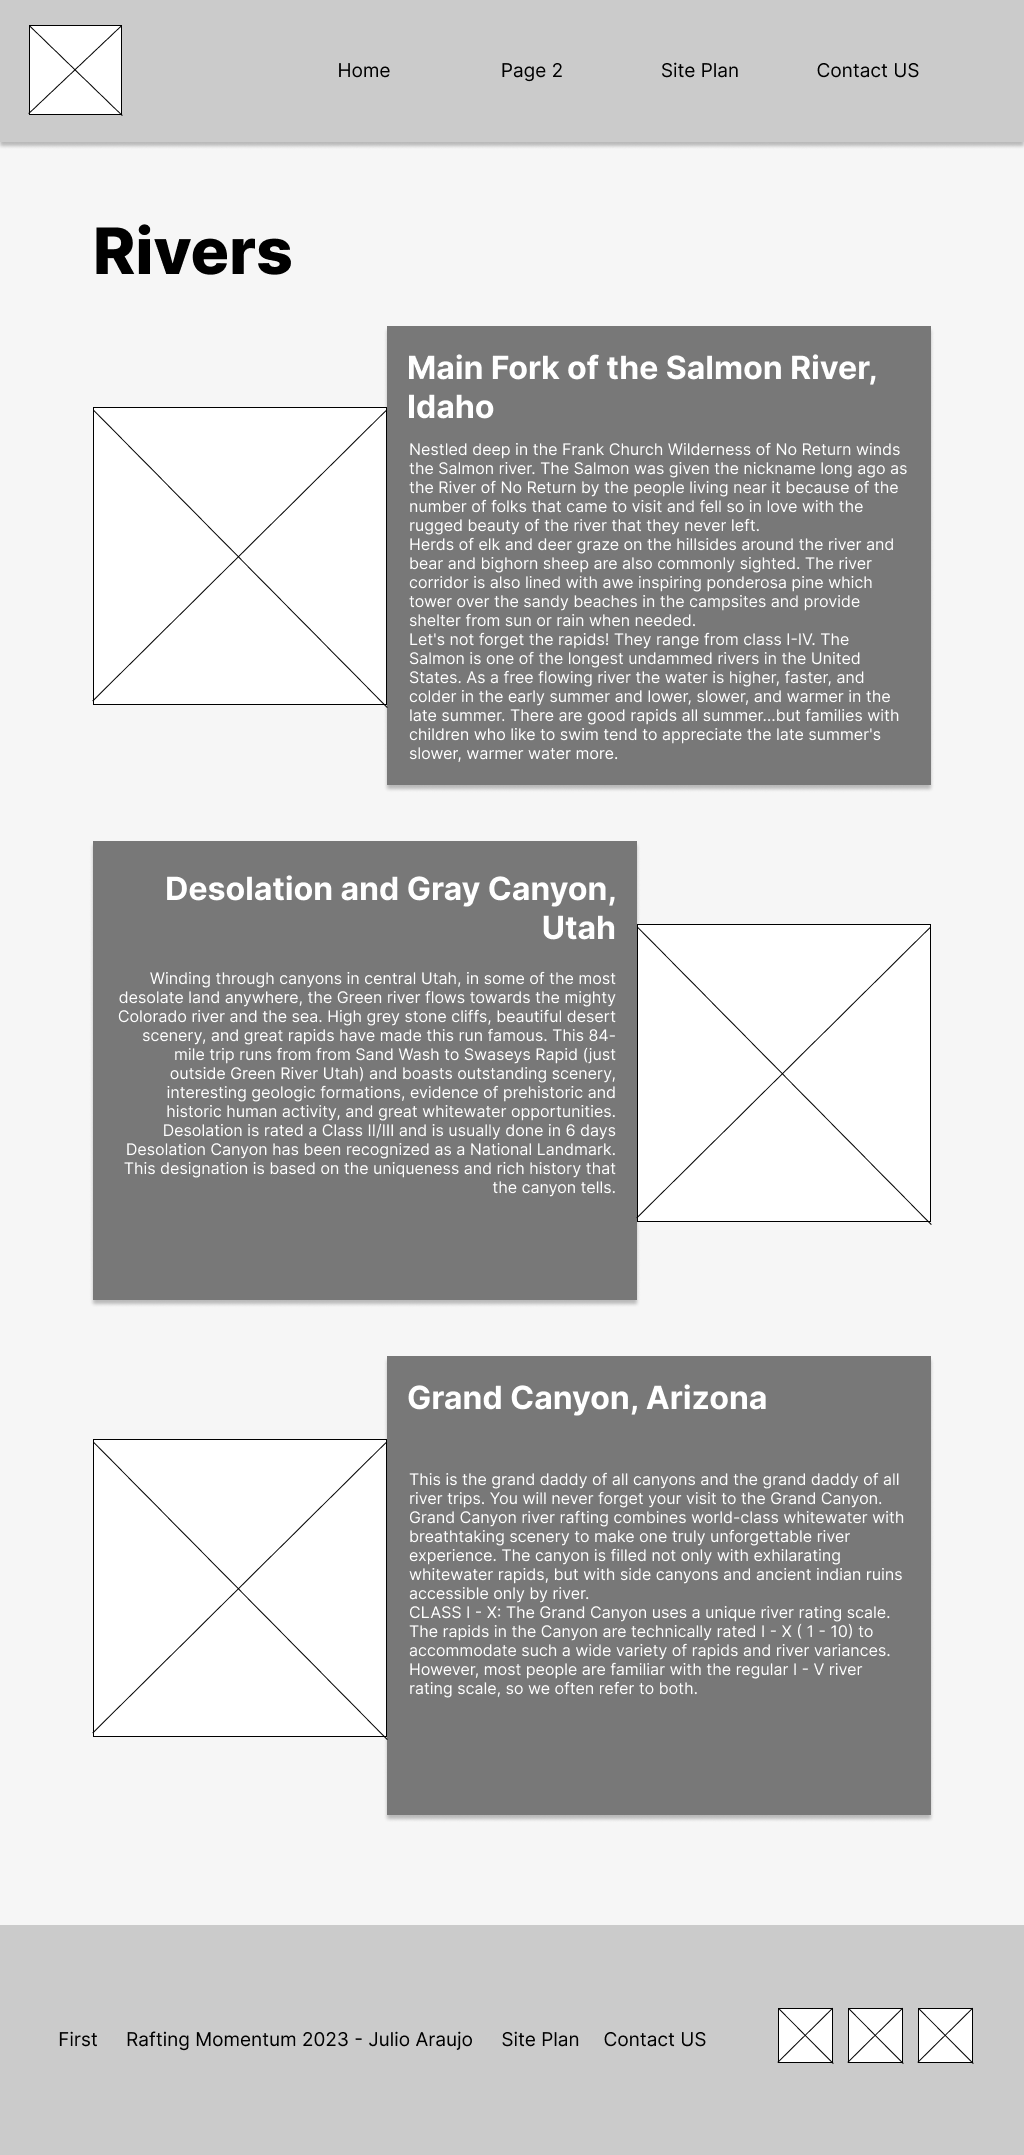 Home
Page 2
Site Plan
Contact US
Rivers
Main Fork of the Salmon River,
Idaho
Nestled deep in the Frank Church Wilderness of No Return winds
the Salmon river. The Salmon was given the nickname long ago as
the River of No Return by the people living near it because of the
number of folks that came to visit and fell so in love with the
rugged beauty of the river that they never left.
Herds of elk and deer graze on the hillsides around the river and
bear and bighorn sheep are also commonly sighted. The river
corridor is also lined with awe inspiring ponderosa pine which
tower over the sandy beaches in the campsites and provide
shelter from sun or rain when needed.
Let's not forget the rapids! They range from class I-IV. The
Salmon is one of the longest undammed rivers in the United
States. As a free flowing river the water is higher, faster, and
colder in the early summer and lower, slower, and warmer in the
late summer. There are good rapids all summer...but families with
children who like to swim tend to appreciate the late summer's
slower, warmer water more.
Desolation and Gray Canyon,
Utah
Winding through canyons in central Utah, in some of the most
desolate land anywhere, the Green river flows towards the mighty
Colorado river and the sea. High grey stone cliffs, beautiful desert
scenery, and great rapids have made this run famous. This 84-
mile trip runs from from Sand Wash to Swaseys Rapid (just
outside Green River Utah) and boasts outstanding scenery,
interesting geologic formations, evidence of prehistoric and
historic human activity, and great whitewater opportunities.
Desolation is rated a Class II/III and is usually done in 6 days
Desolation Canyon has been recognized as a National Landmark.
This designation is based on the uniqueness and rich history that
the canyon tells.
Grand Canyon, Arizona
This is the grand daddy of all canyons and the grand daddy of all
river trips. You will never forget your visit to the Grand Canyon.
Grand Canyon river rafting combines world-class whitewater with
breathtaking scenery to make one truly unforgettable river
experience. The canyon is filled not only with exhilarating
whitewater rapids, but with side canyons and ancient indian ruins
accessible only by river.
CLASS I - X: The Grand Canyon uses a unique river rating scale.
The rapids in the Canyon are technically rated I - X ( 1 - 10) to
accommodate such a wide variety of rapids and river variances.
However, most people are familiar with the regular I - V river
rating scale, so we often refer to both.
First
Rafting Momentum 2023 - Julio Araujo
Site Plan
Contact US